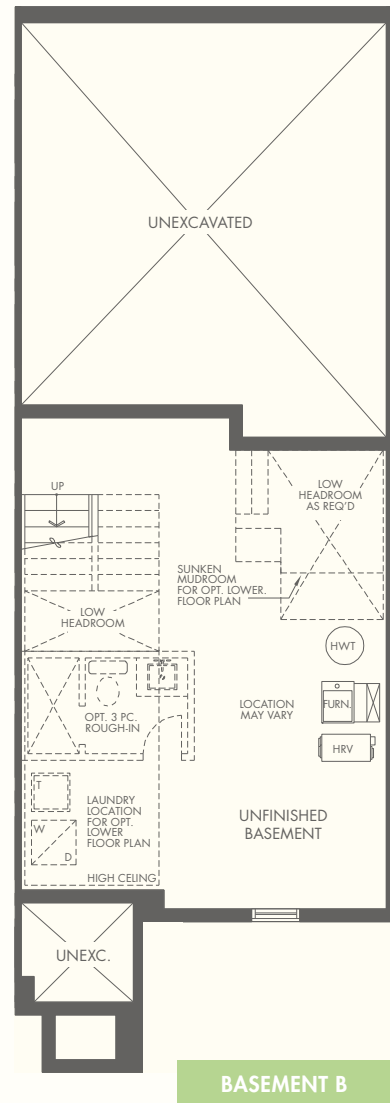 UNEXCAVATED
UP
LOW
HEADROOM
AS REQ'D
SUNKEN
MUDROOM
FOR OPT. LOWER.
FLOOR PLAN
LOW
HEADROOM
HWT
OPT. 3 PC.
ROUGH-IN
LOCATION
MAY VARY
FURN.
HRV
T
W
D
LAUNDRY
LOCATION
FOR OPT.
LOWER
FLOOR PLAN
UNFINISHED
BASEMENT
HIGH CELING
UNEXC.
BASEMENT B